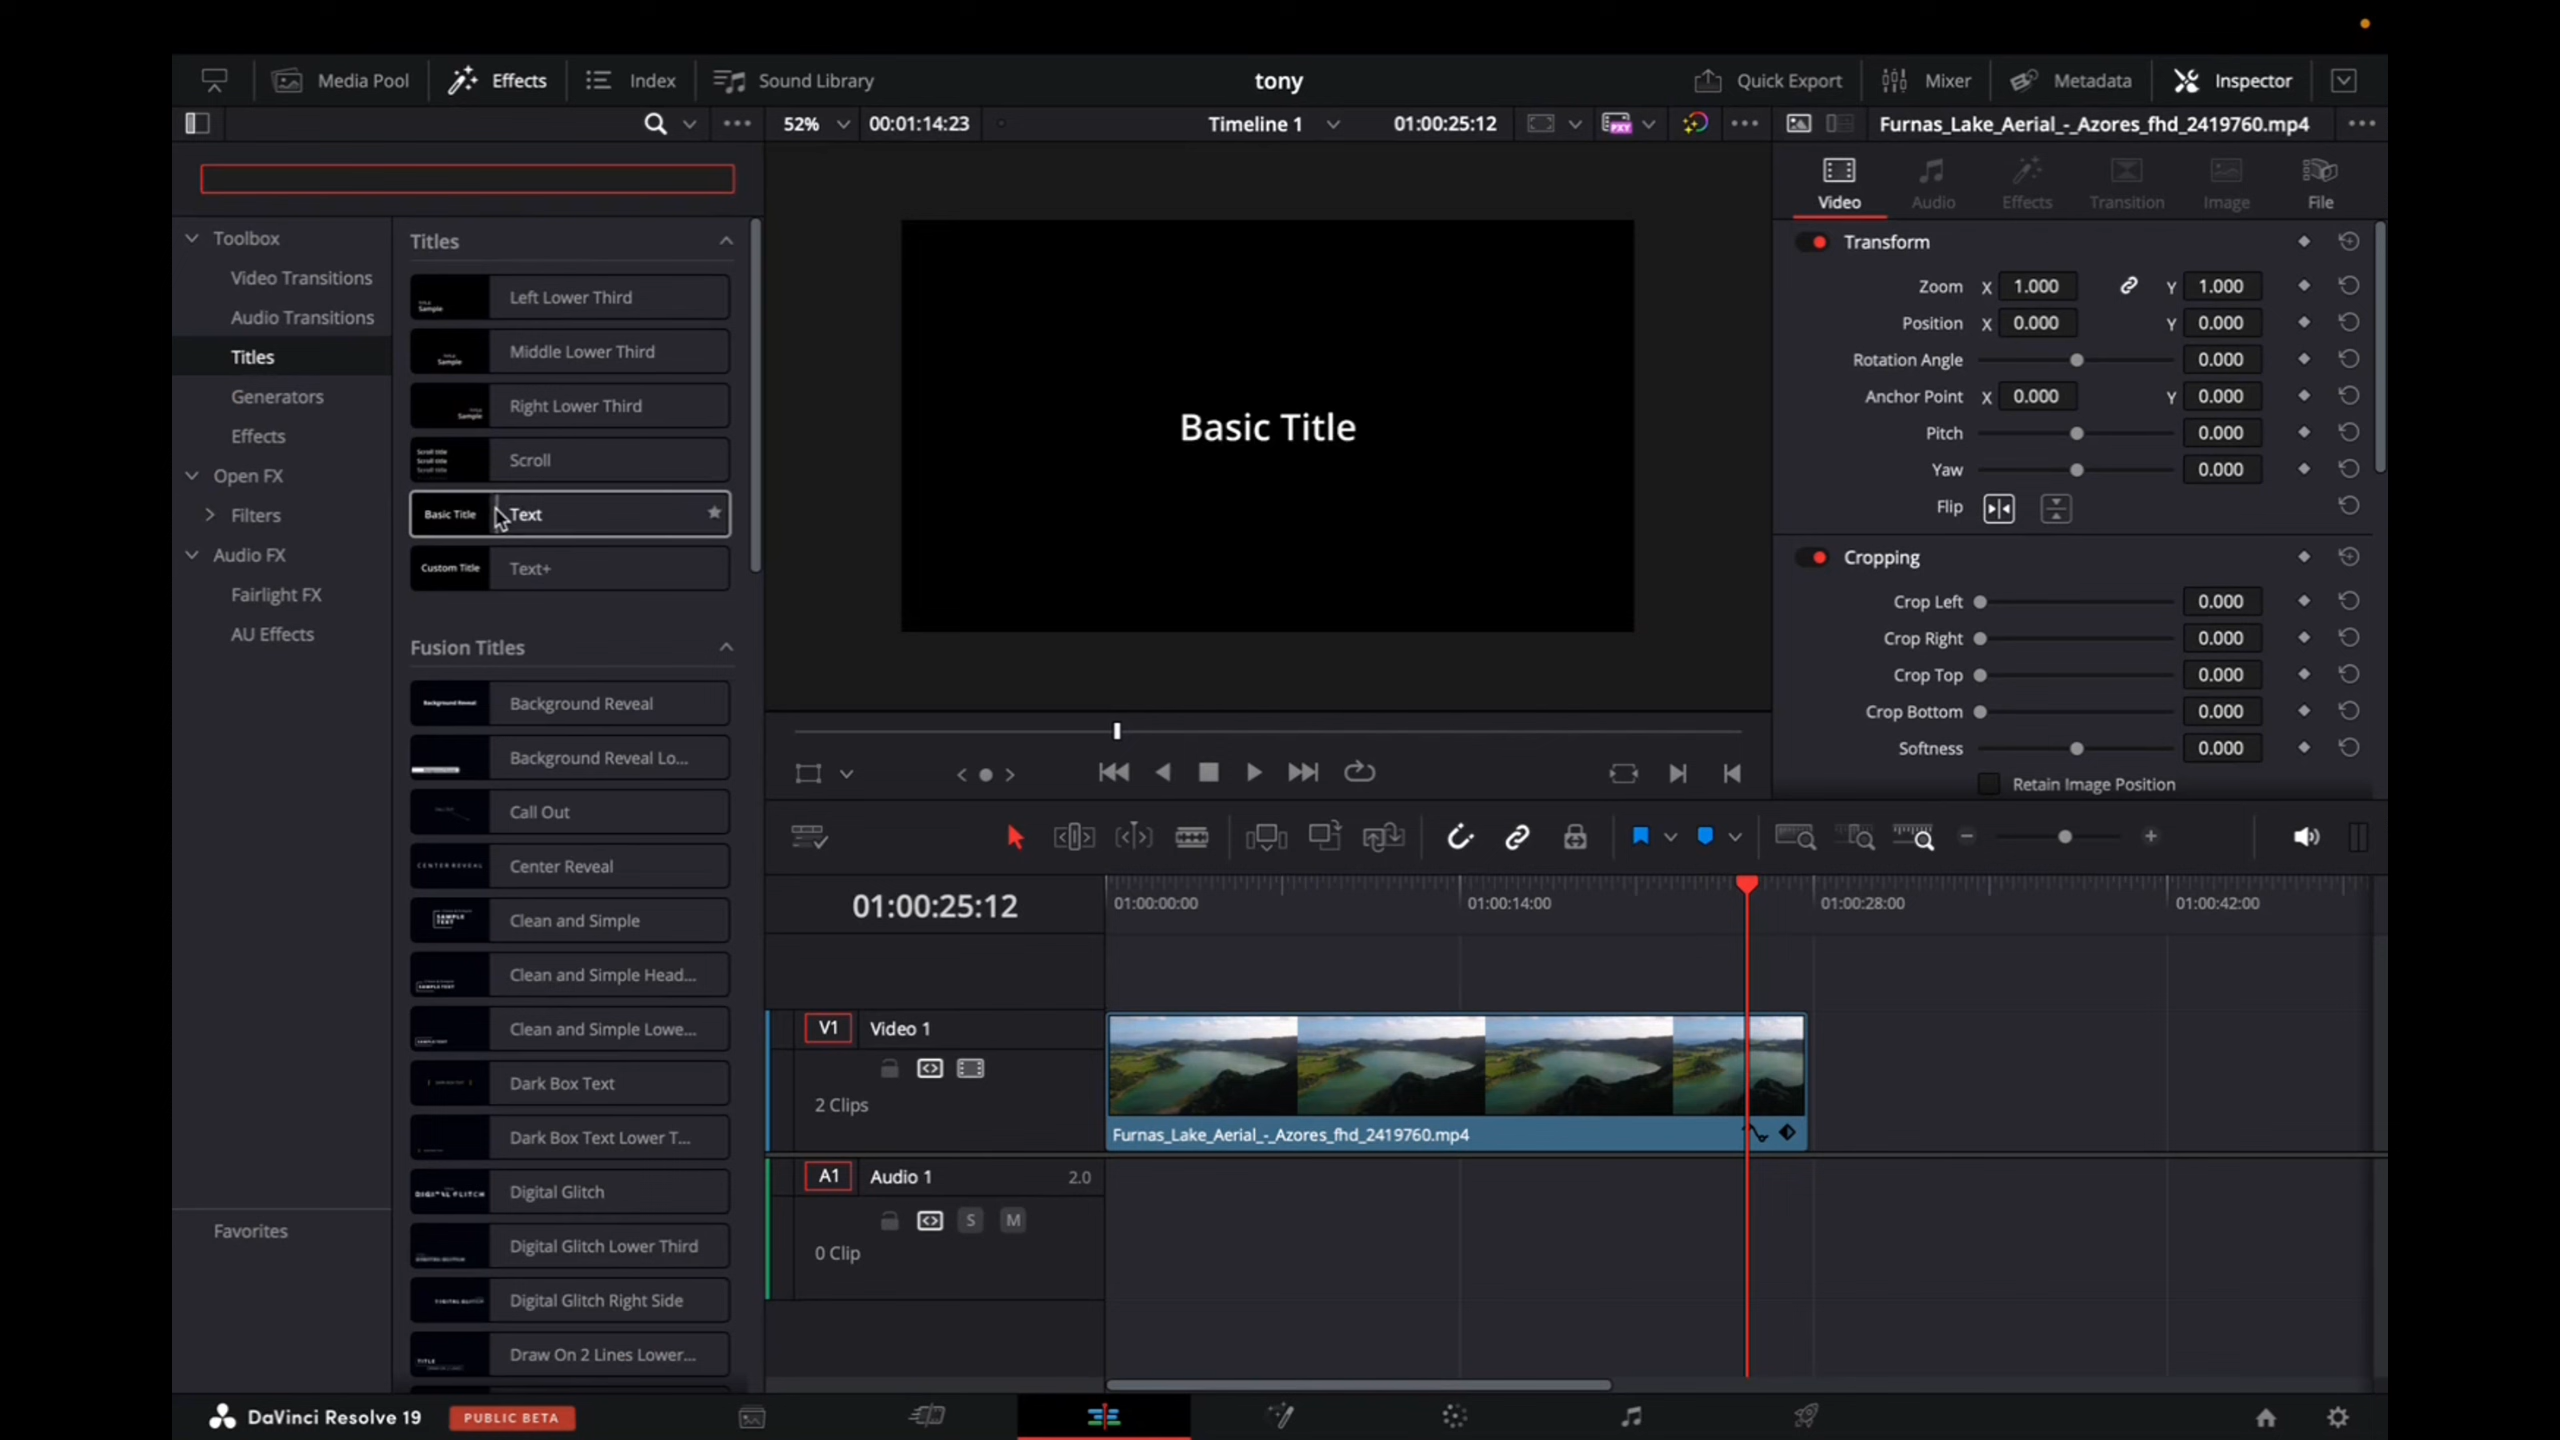 Media Pool Effects Index Sound Library tony Quick Export Mixer Metadata Inspector
52% 00:01:14:23 Timeline 1 01:00:25:12 PXY Furnas_Lake_Aerial_-_Azores_fhd_2419760.mp4
Video Audio Effects Transition Image File
Toolbox
Video Transitions
Audio Transitions
Titles
Generators
Effects
Open FX
Filters
Audio FX
Fairlight FX
AU Effects
Favorites
Titles
Left Lower Third
Middle Lower Third
Right Lower Third
Scroll
Basic Title Text
Custom Title Text+
Fusion Titles
Background Reveal
Background Reveal Lo...
Call Out
Center Reveal
Clean and Simple
Clean and Simple Head...
Clean and Simple Lowe...
Dark Box Text
Dark Box Text Lower T...
Digital Glitch
Digital Glitch Lower Third
Digital Glitch Right Side
Draw On 2 Lines Lower...
Basic Title
Transform
Zoom X 1.000 Y 1.000
Position X 0.000 Y 0.000
Rotation Angle 0.000
Anchor Point X 0.000 Y 0.000
Pitch 0.000
Yaw 0.000
Flip
Cropping
Crop Left 0.000
Crop Right 0.000
Crop Top 0.000
Crop Bottom 0.000
Softness 0.000
Retain Image Position
01:00:25:12 01:00:00:00 01:00:14:00 01:00:28:00 01:00:42:00
V1 Video 1
2 Clips
Furnas_Lake_Aerial_-_Azores_fhd_2419760.mp4
A1 Audio 1 2.0
S M
0 Clip
DaVinci Resolve 19 PUBLIC BETA